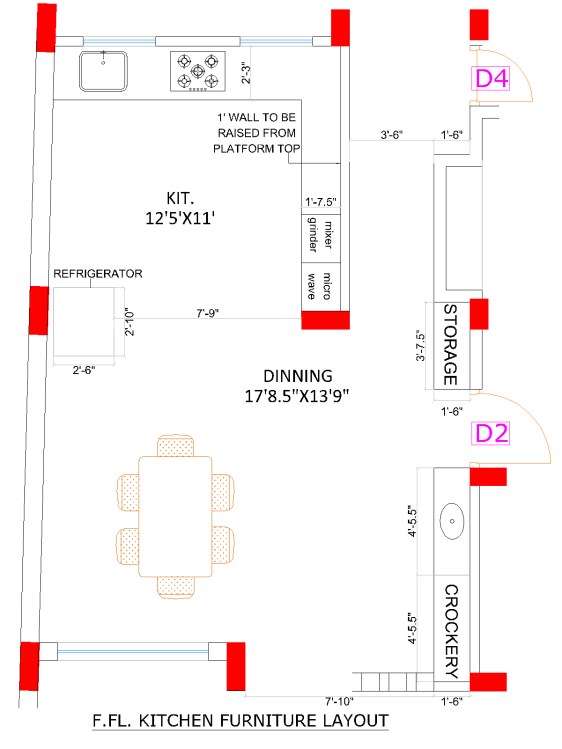 D4
2'-3"
1' WALL TO BE
RAISED FROM
PLATFORM TOP
3'-6"
1'-6"
KIT.
12'5'X11'
1'-7.5"
mixer
grinder
micro
wave
REFRIGERATOR
2'-10"
7'-9"
2'-6"
STORAGE
3'-7.5"
1'-6"
DINNING
17'8.5"X13'9"
D2
4'-5.5"
CROCKERY
4'-5.5"
7'-10"
1'-6"
F.FL. KITCHEN FURNITURE LAYOUT